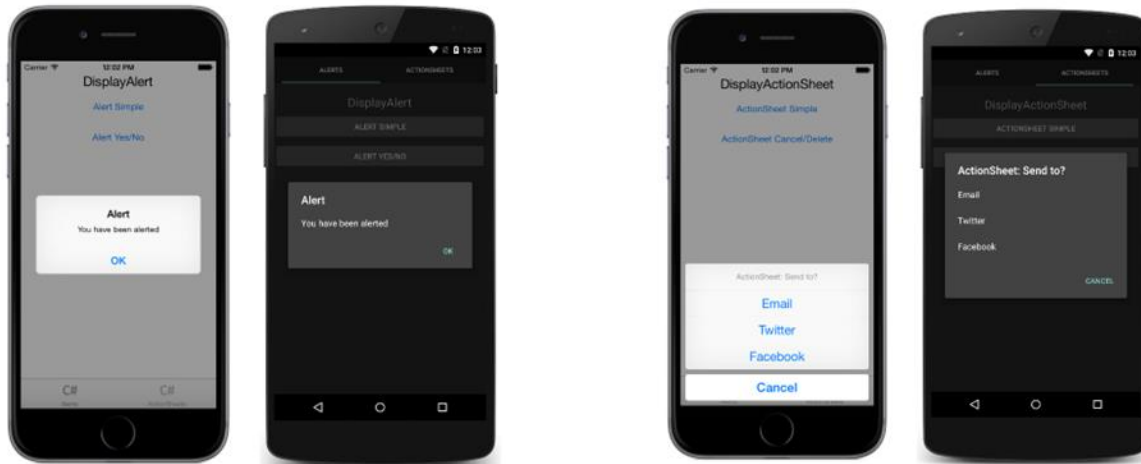 Carrier 12:02 PM
DisplayAlert
Alert Simple
Alert Yes/No
Alert
You have been alerted
OK
C#
C#
12:03
ALERTS ACTIONSHEETS
DisplayAlert
ALERT SIMPLE
ALERT YES/NO
Alert
You have been alerted
OK
Carrier 12:02 PM
DisplayActionSheet
ActionSheet Simple
ActionSheet Cancel/Delete
ActionSheet: Send to?
Email
Twitter
Facebook
Cancel
12:03
ALERTS ACTIONSHEETS
DisplayActionSheet
ACTIONSHEET SIMPLE
ActionSheet: Send to?
Email
Twitter
Facebook
CANCEL